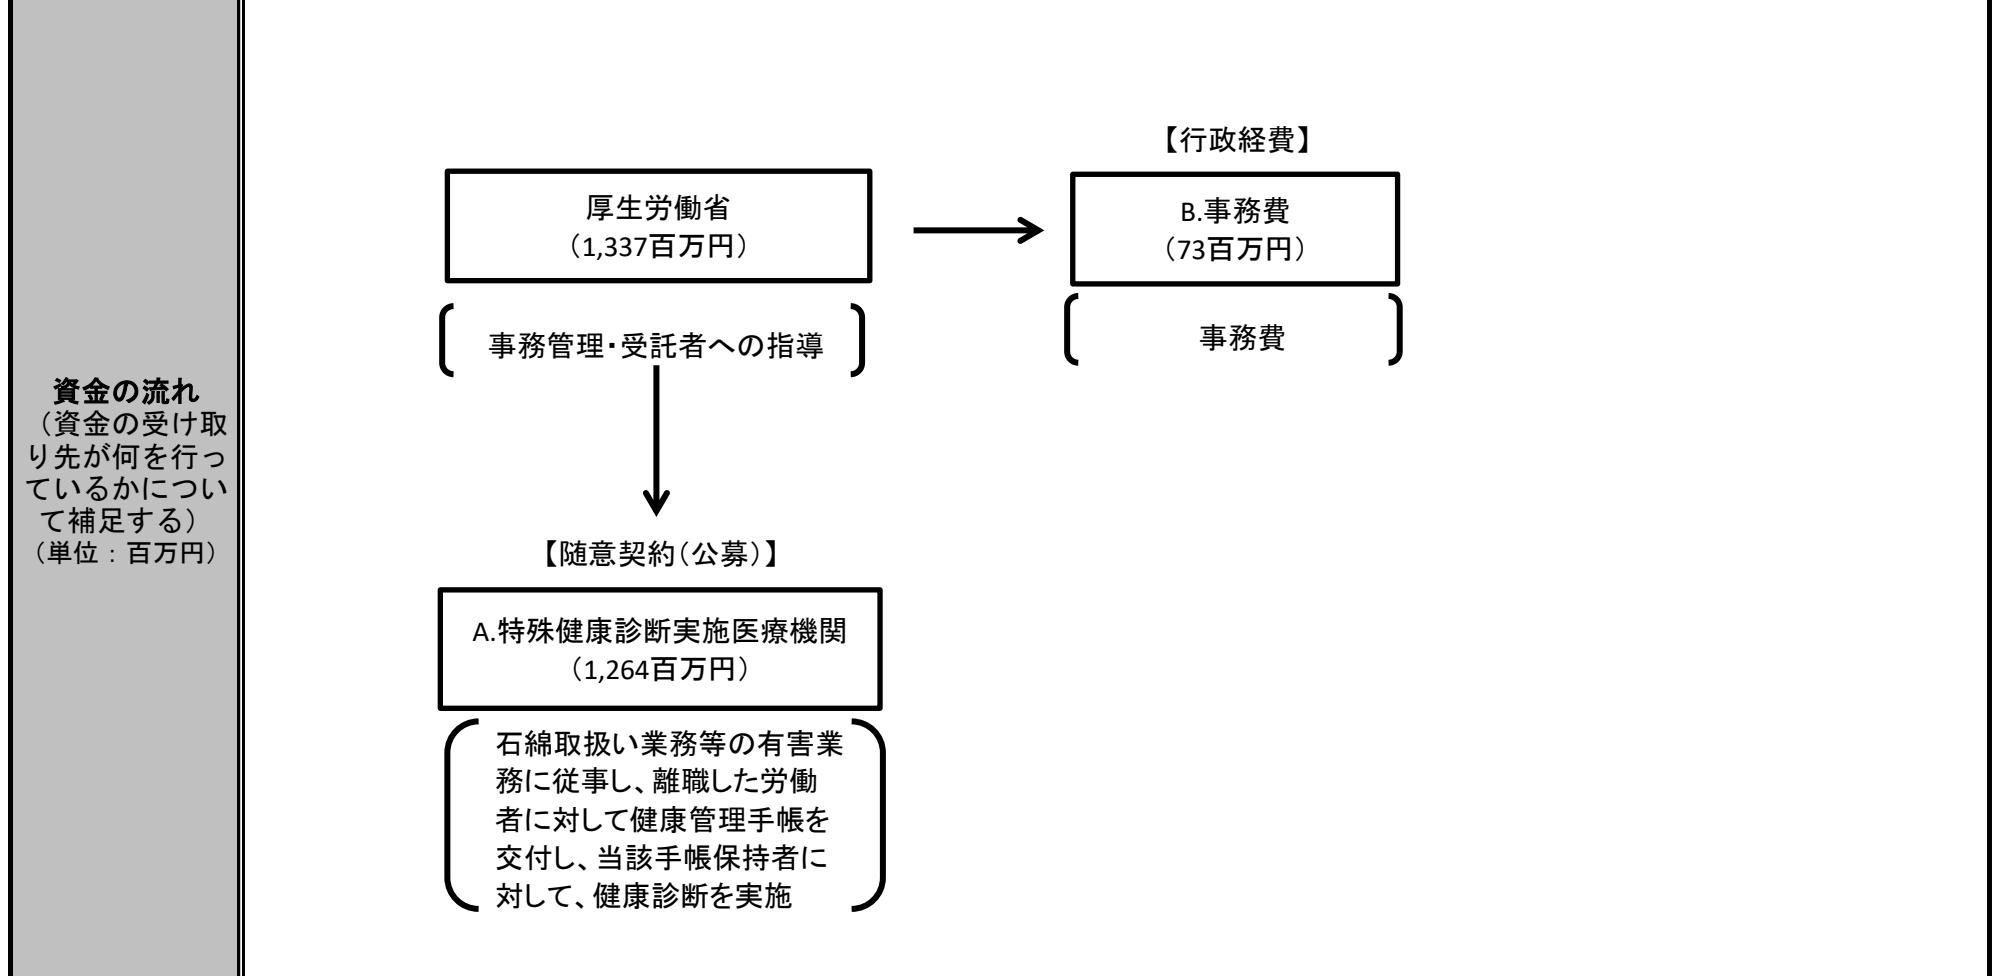 資金の流れ
（資金の受け取
り先が何を行っ
ているかについ
て補足する）
（単位：百万円）
厚生労働省
（1,337百万円）
事務管理・受託者への指導
【行政経費】
B.事務費
（73百万円）
事務費
【随意契約（公募）】
A.特殊健康診断実施医療機関
（1,264百万円）
石綿取扱い業務等の有害業
務に従事し、離職した労働
者に対して健康管理手帳を
交付し、当該手帳保持者に
対して、健康診断を実施